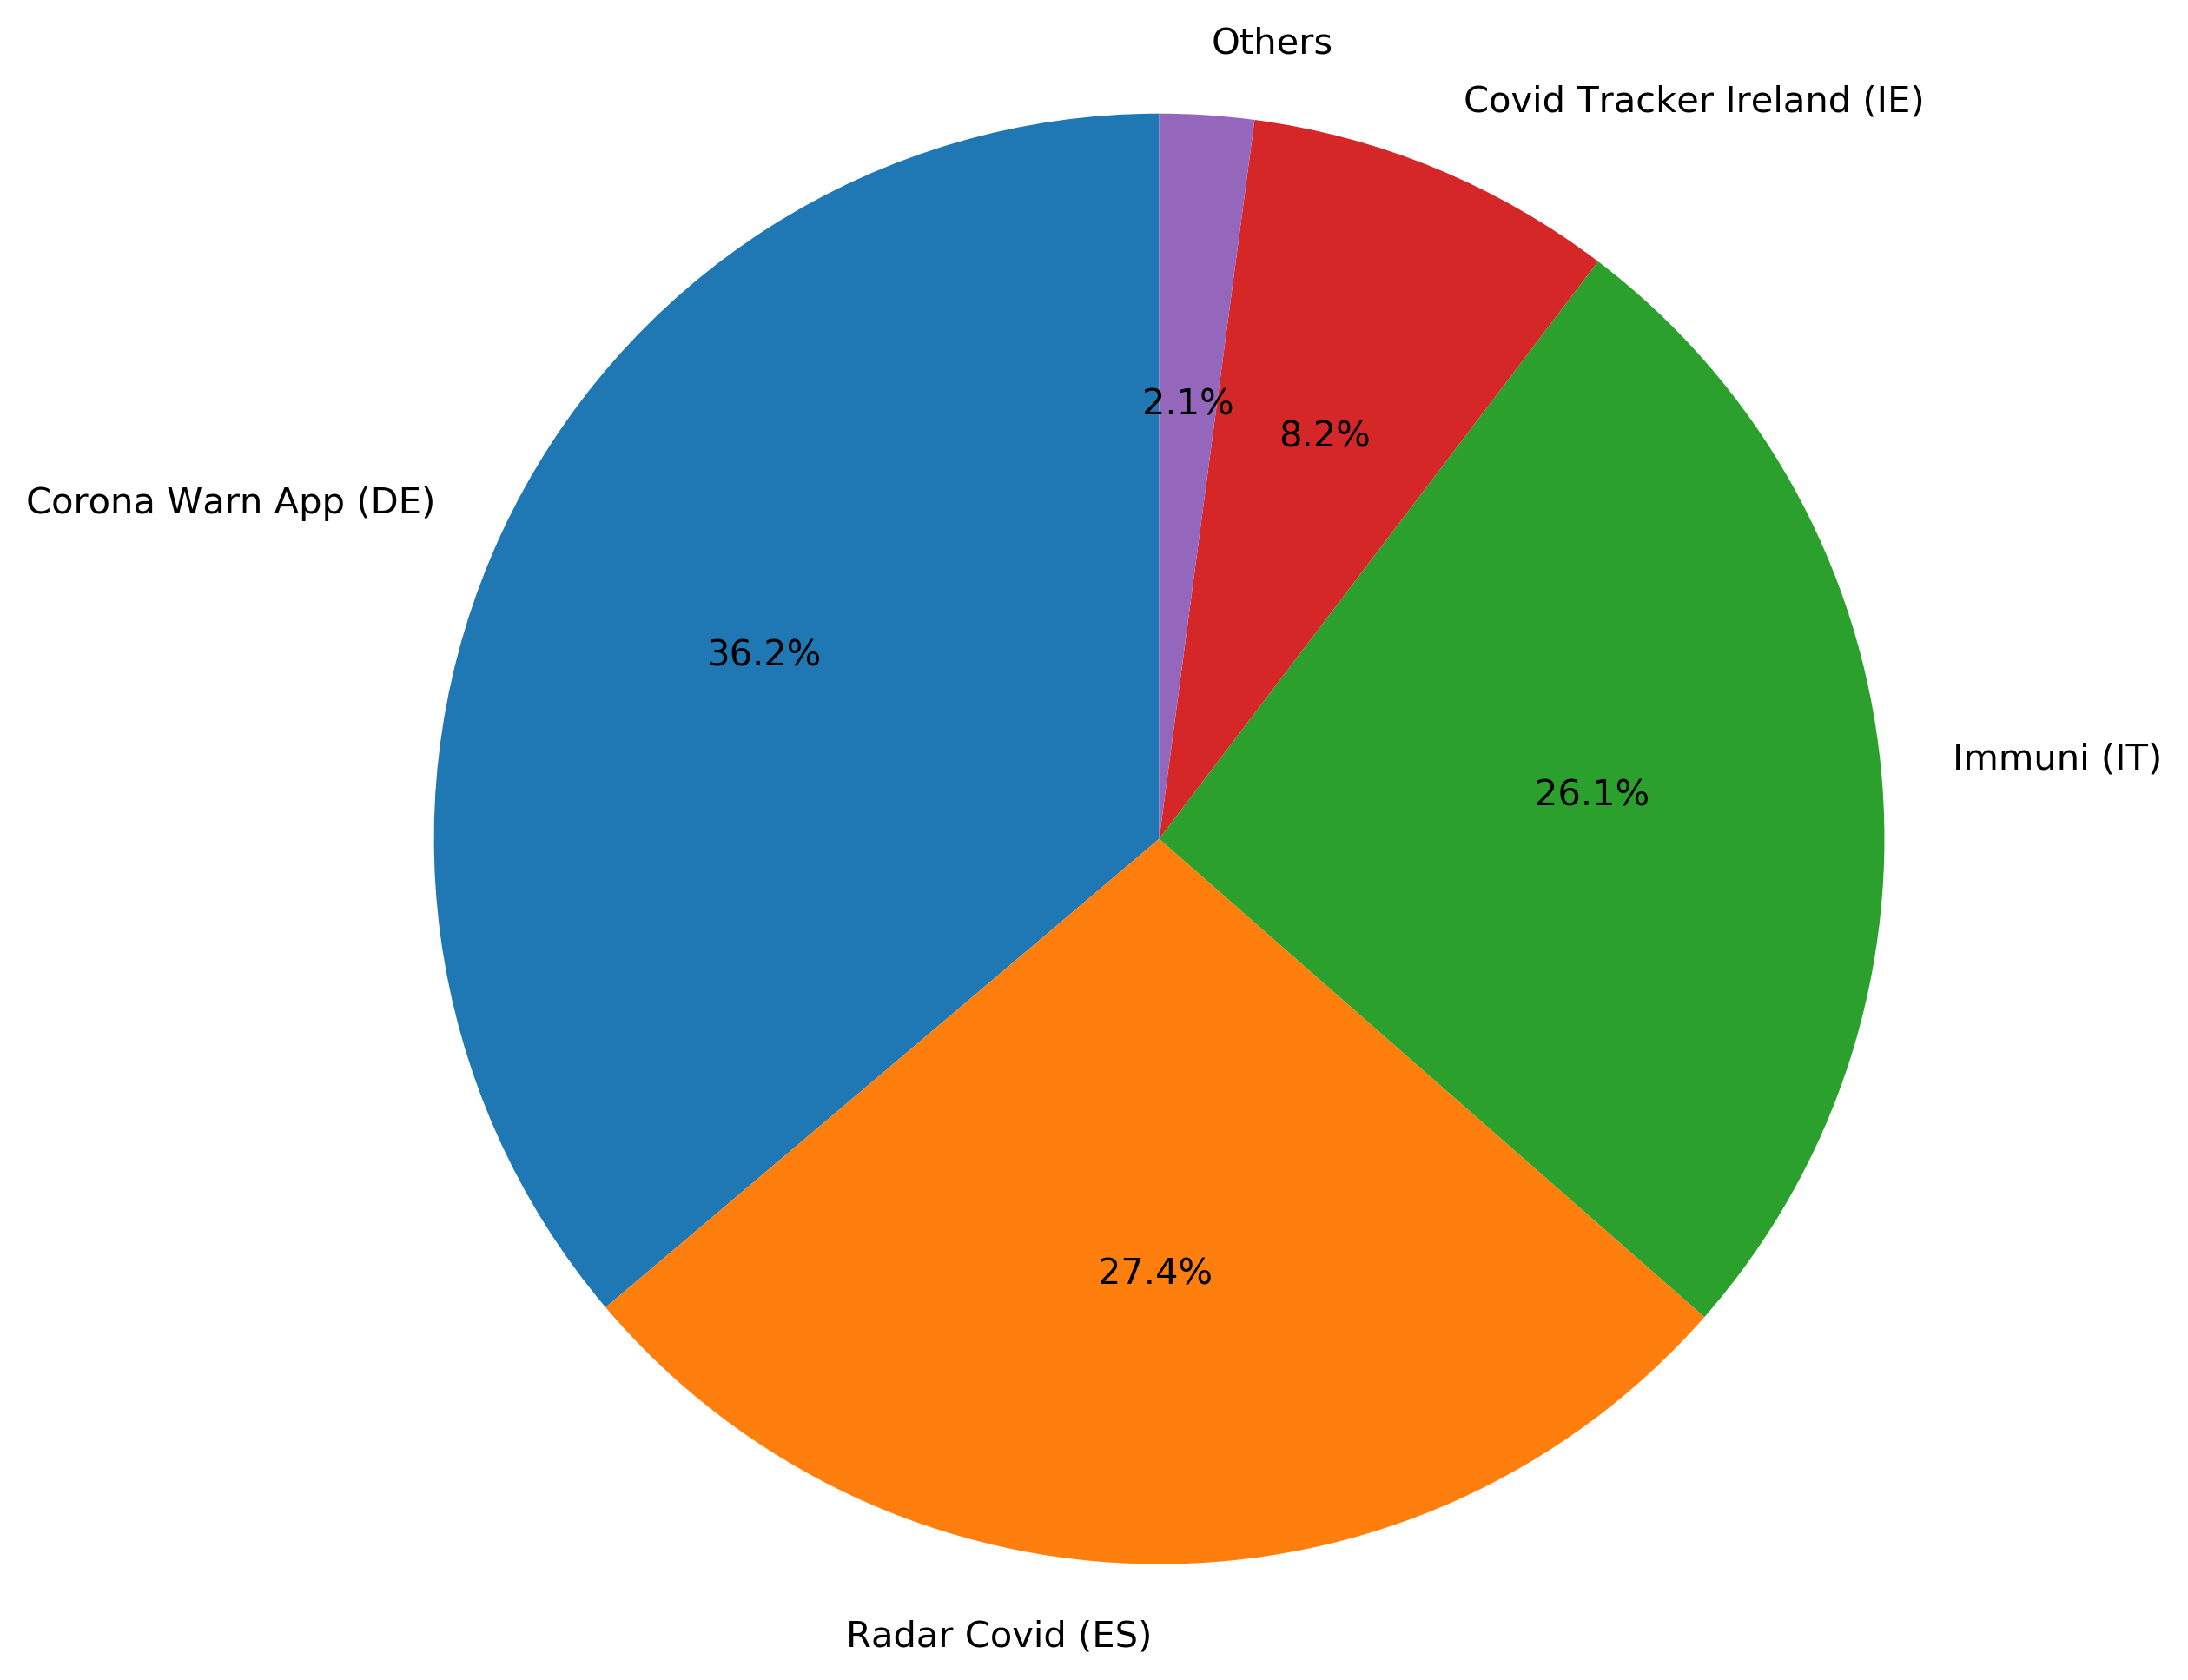 Others
Covid Tracker Ireland (IE)
2.1%
8.2%
Corona Warn App (DE)
36.2%
Immuni (IT)
26.1%
27.4%
Radar Covid (ES)